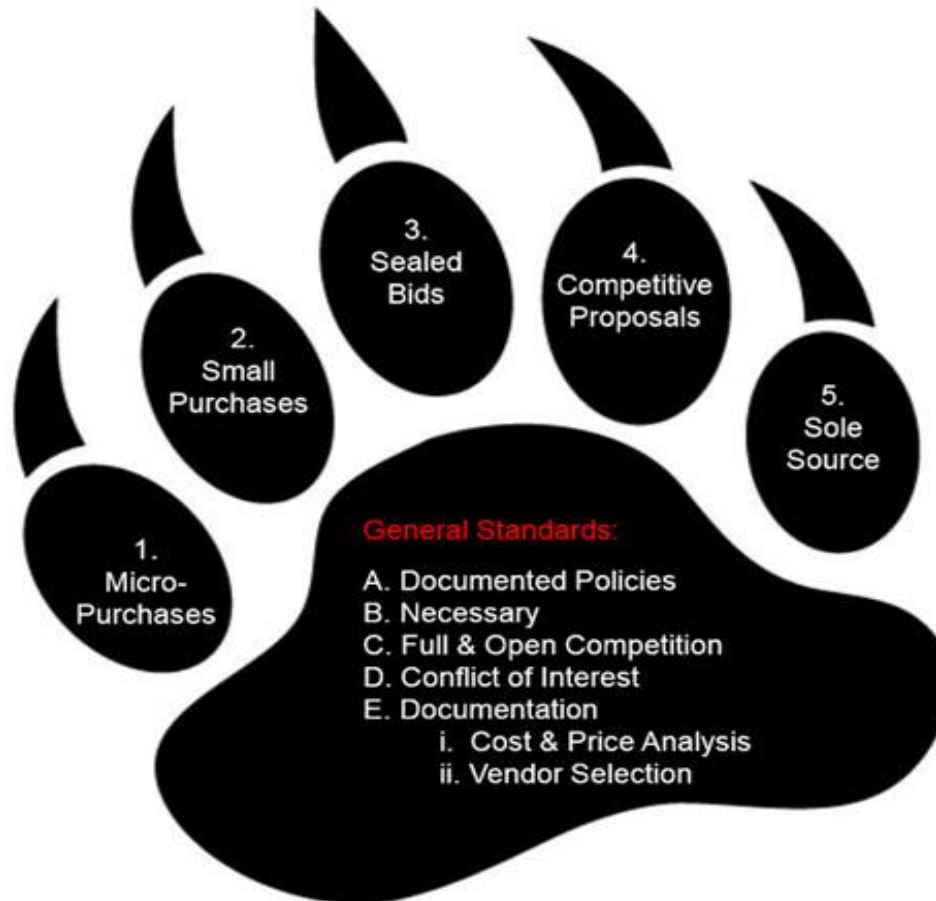 1.
Micro-
Purchases
2.
Small
Purchases
3.
Sealed
Bids
4.
Competitive
Proposals
5.
Sole
Source
General Standards:
A. Documented Policies
B. Necessary
C. Full & Open Competition
D. Conflict of Interest
E. Documentation
i. Cost & Price Analysis
ii. Vendor Selection